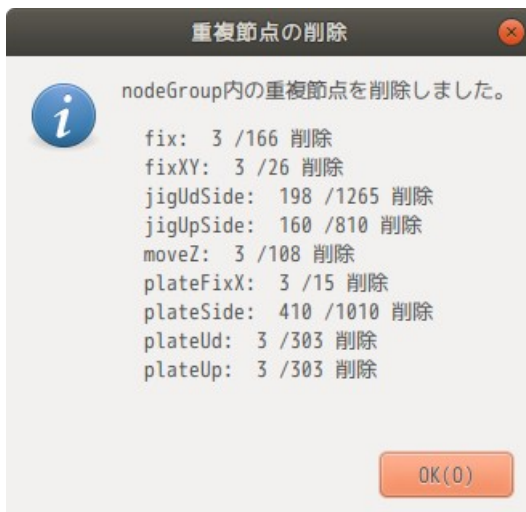 重複節点の削除
nodeGroup内の重複節点を削除しました。
fix: 3 /166 削除
fixXY: 3 /26 削除
jigUdSide: 198 /1265 削除
jigUpSide: 160 /810 削除
moveZ: 3 /108 削除
plateFixX: 3 /15 削除
plateSide: 410 /1010 削除
plateUd: 3 /303 削除
plateUp: 3 /303 削除
OK(O)